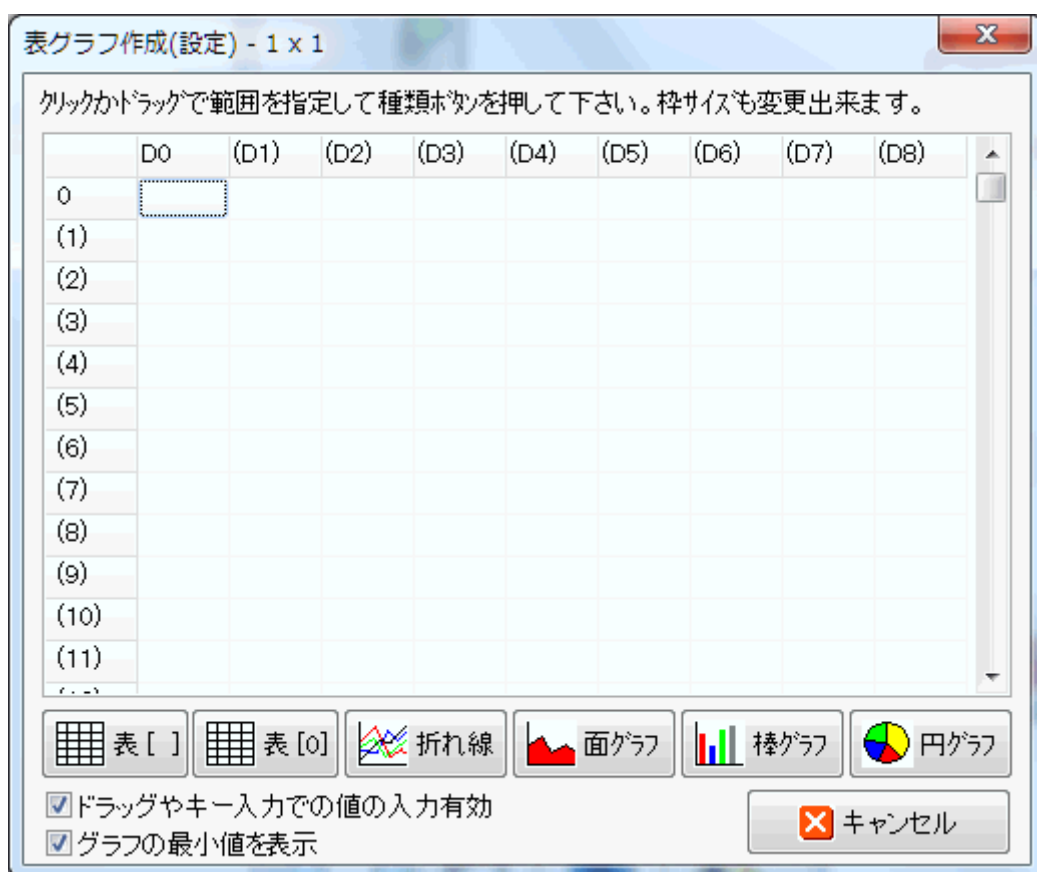 表グラフ作成(設定) - 1 x 1
クリックかドラッグで範囲を指定して種類ボタンを押して下さい。枠サイズも変更出来ます。
D0 (D1) (D2) (D3) (D4) (D5) (D6) (D7) (D8)
0
(1)
(2)
(3)
(4)
(5)
(6)
(7)
(8)
(9)
(10)
(11)
表 [ ] 表 [0] 折れ線 面グラフ 棒グラフ 円グラフ
ドラッグやキー入力での値の入力有効
グラフの最小値を表示
キャンセル